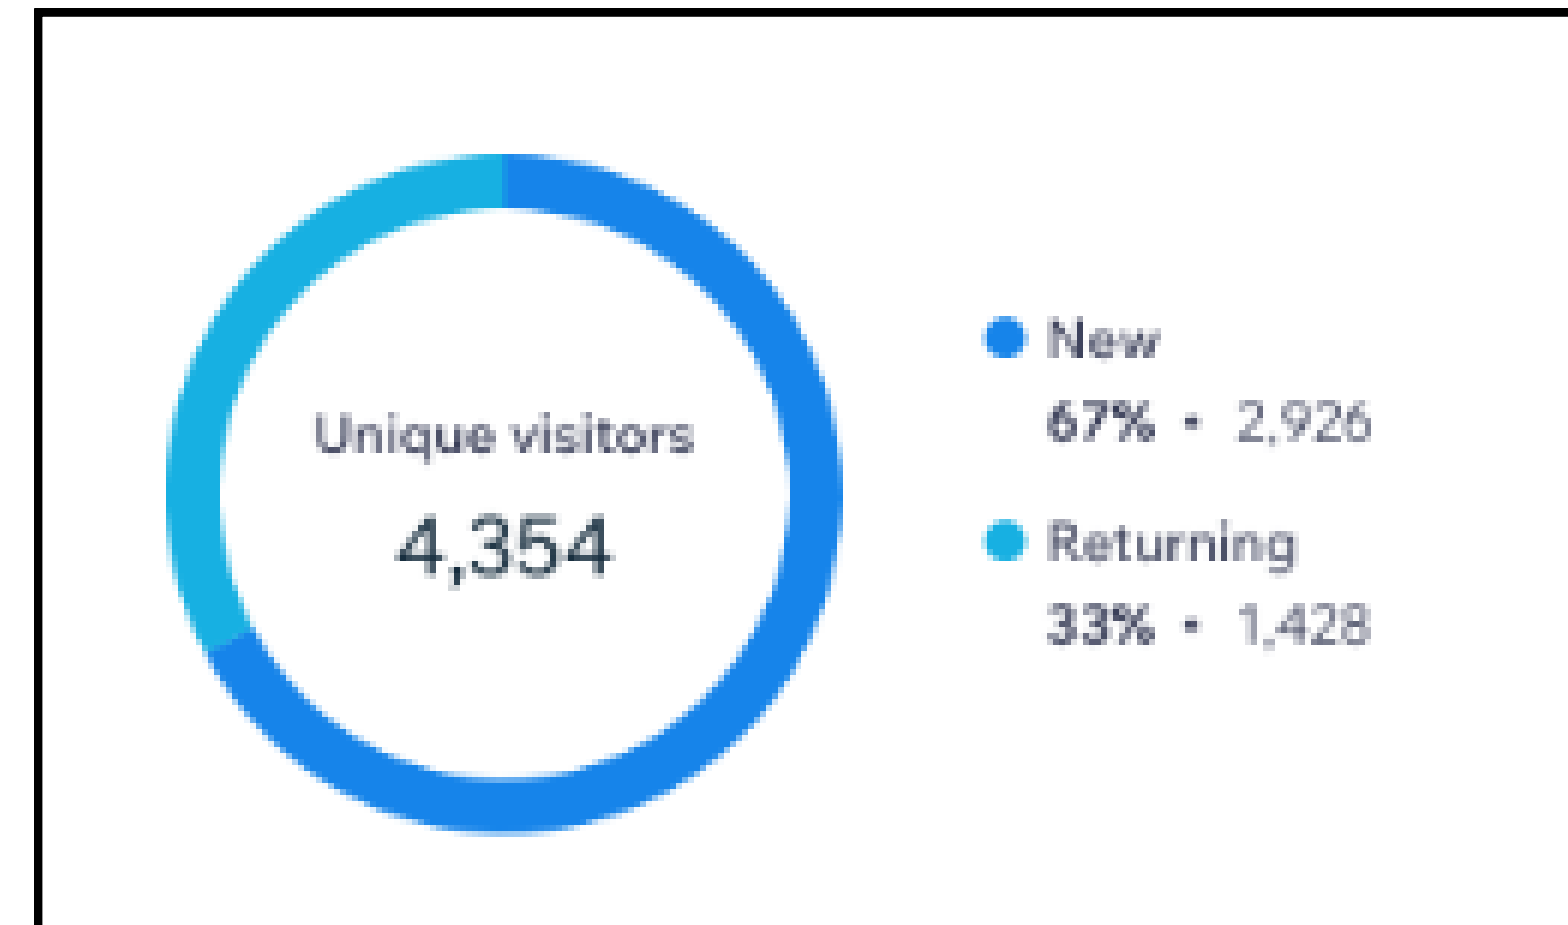 Unique visitors
4,354
New
67% • 2,926
Returning
33% • 1,428